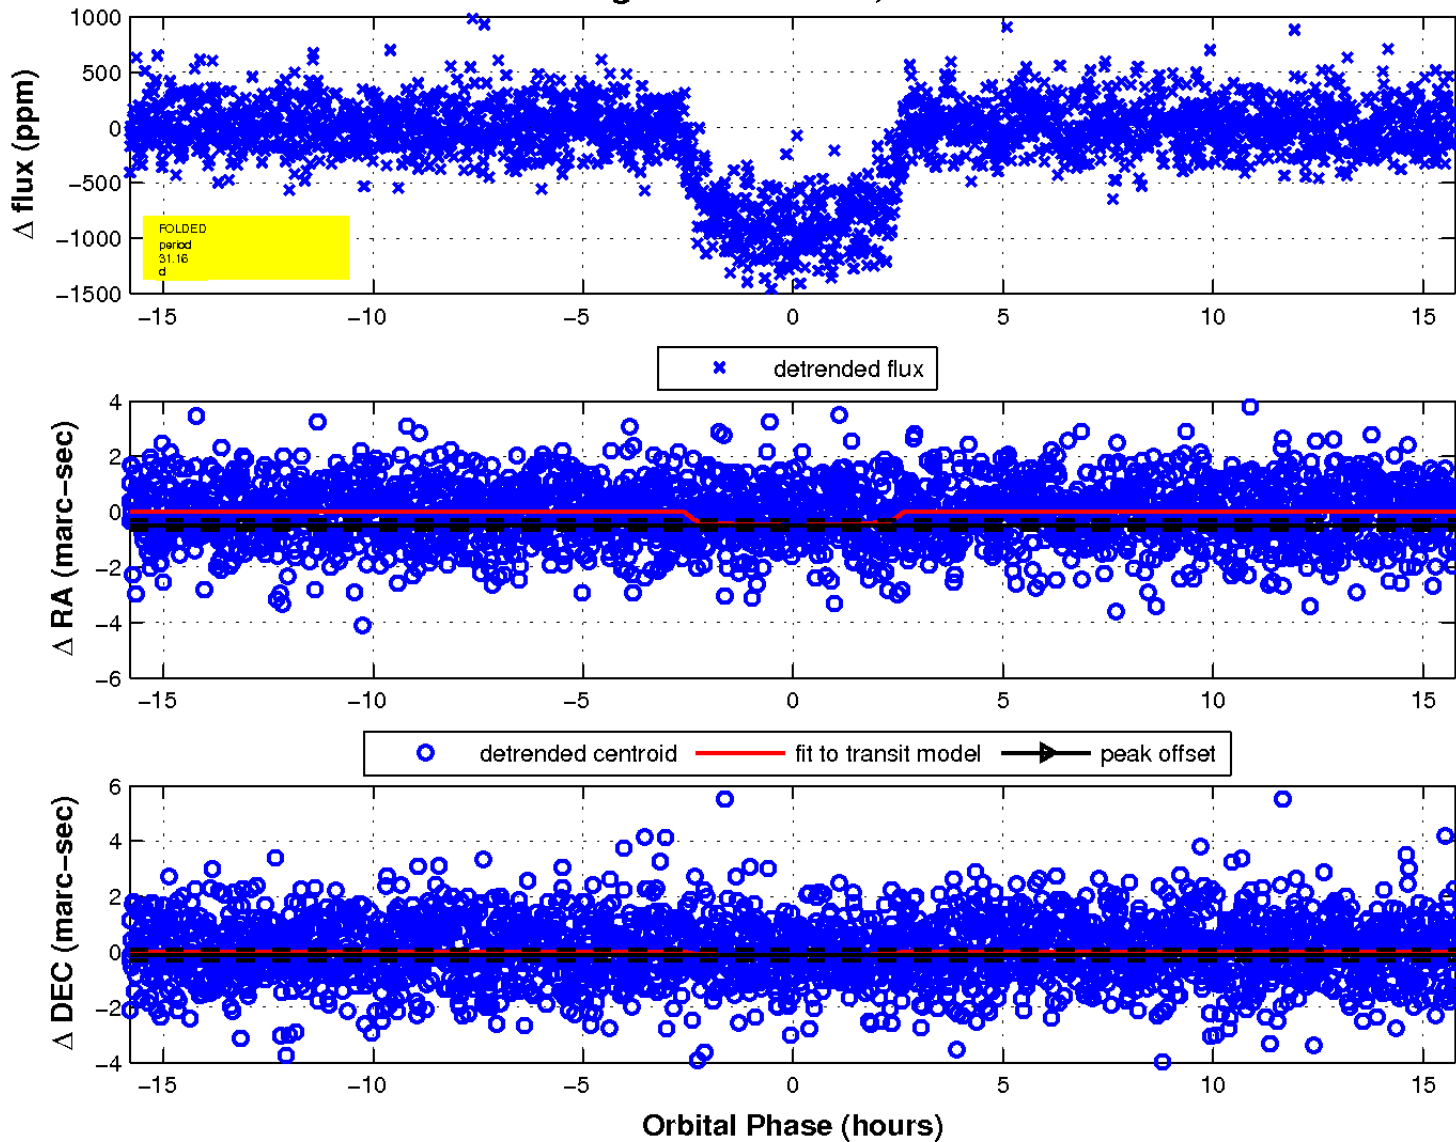 1000
500
0
−500
−1000
−1500
Δ flux (ppm)
FOLDED
period
31.16
d
−15 −10 −5 0 5 10 15
detrended flux
4
2
0
−2
−4
−6
Δ RA (marc−sec)
−15 −10 −5 0 5 10 15
detrended centroid fit to transit model peak offset
6
4
2
0
−2
−4
Δ DEC (marc−sec)
−15 −10 −5 0 5 10 15
Orbital Phase (hours)